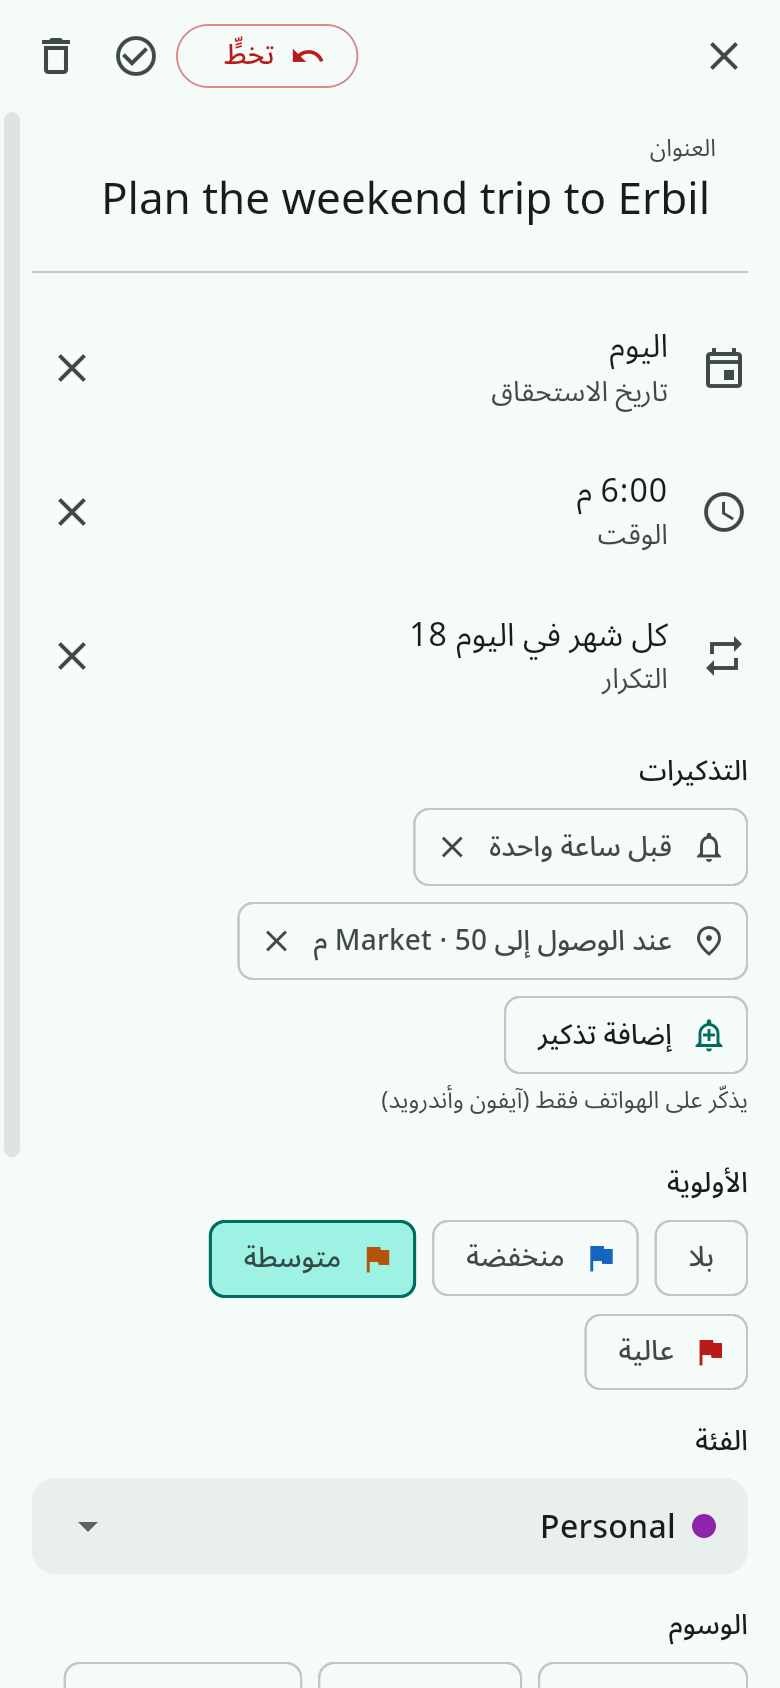 تخطٍّ
العنوان
Plan the weekend trip to Erbil
اليوم
تاريخ الاستحقاق
6:00 م
الوقت
كل شهر في اليوم 18
التكرار
التذكيرات
قبل ساعة واحدة
عند الوصول إلى Market · 50 م
إضافة تذكير
يذكّر على الهواتف فقط (آيفون وأندرويد)
الأولوية
بلا
منخفضة
متوسطة
عالية
الفئة
Personal
الوسوم